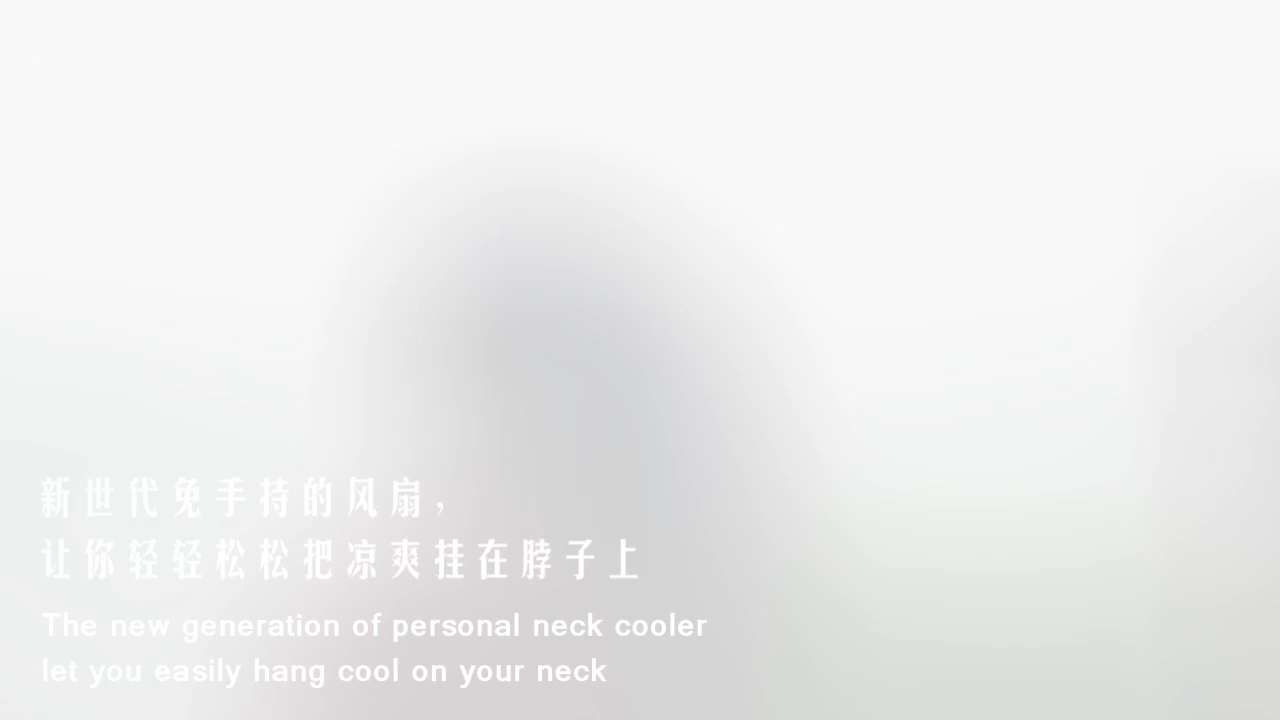 新世代免手持的风扇，
让你轻轻松松把凉爽挂在脖子上
The new generation of personal neck cooler
let you easily hang cool on your neck